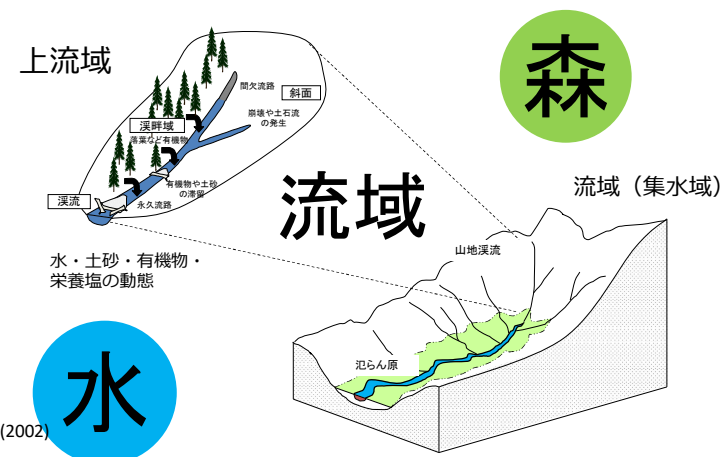 上流域
森
間欠流路
斜面
崩壊や土石流
の発生
渓畔域
落葉など有機物
有機物や土砂
の滞留
渓流
永久流路
流域
流域（集水域）
水・土砂・有機物・
栄養塩の動態
山地渓流
氾らん原
水
(2002)